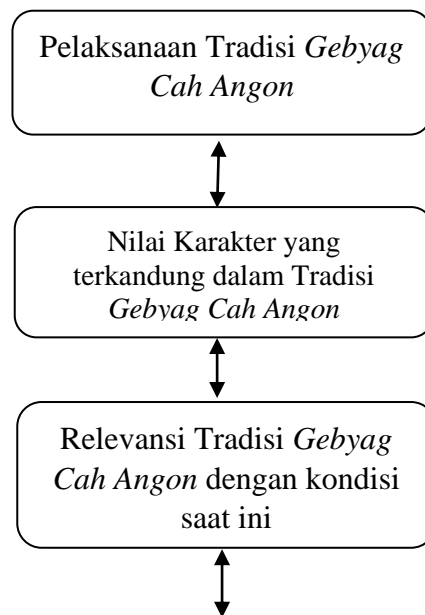 Pelaksanaan Tradisi Gebyag
Cah Angon
Nilai Karakter yang
terkandung dalam Tradisi
Gebyag Cah Angon
Relevansi Tradisi Gebyag
Cah Angon dengan kondisi
saat ini